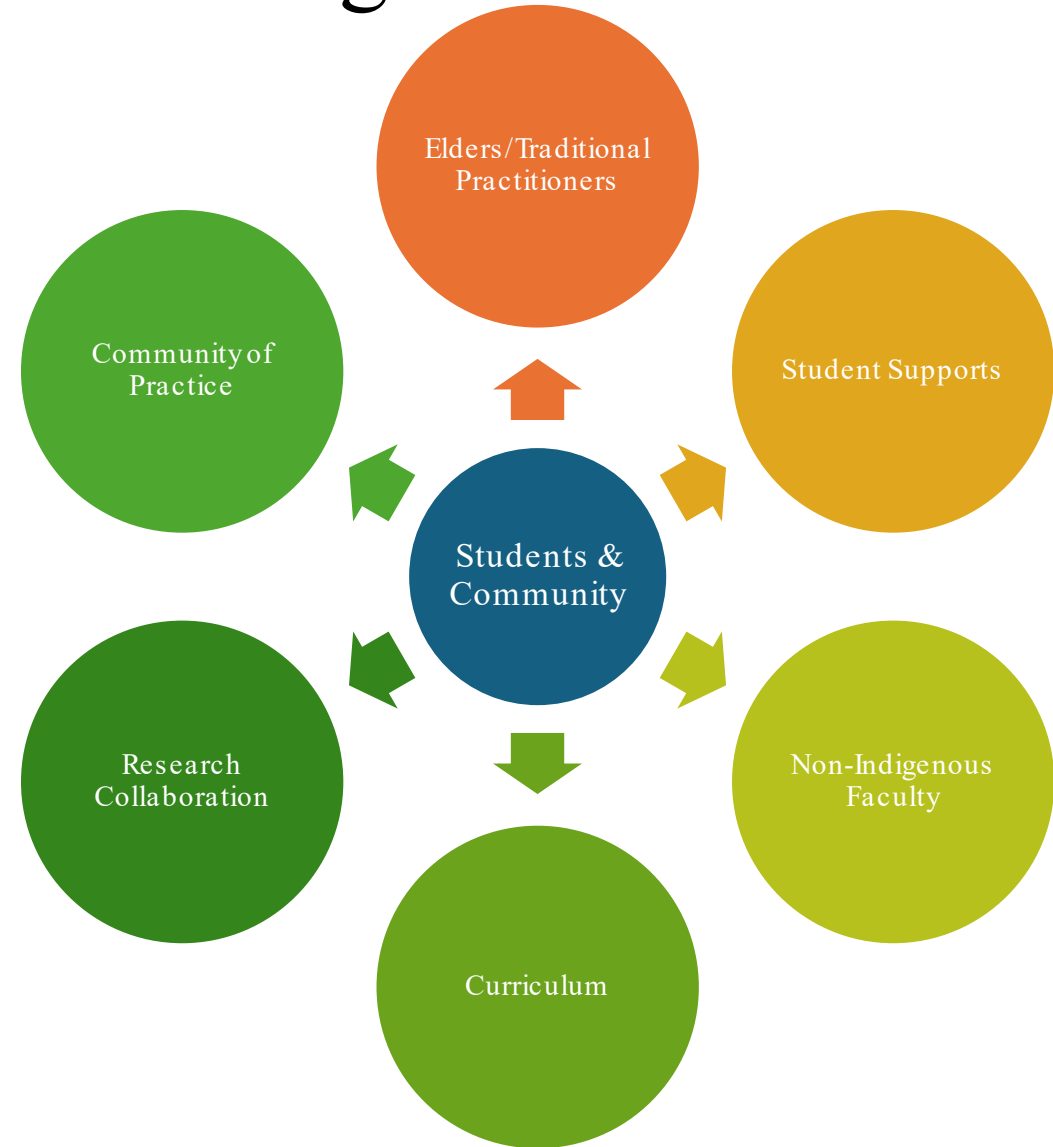 Elders/Traditional
Practitioners
Student Supports
Non-Indigenous
Faculty
Curriculum
Research
Collaboration
Community of
Practice
Students &
Community